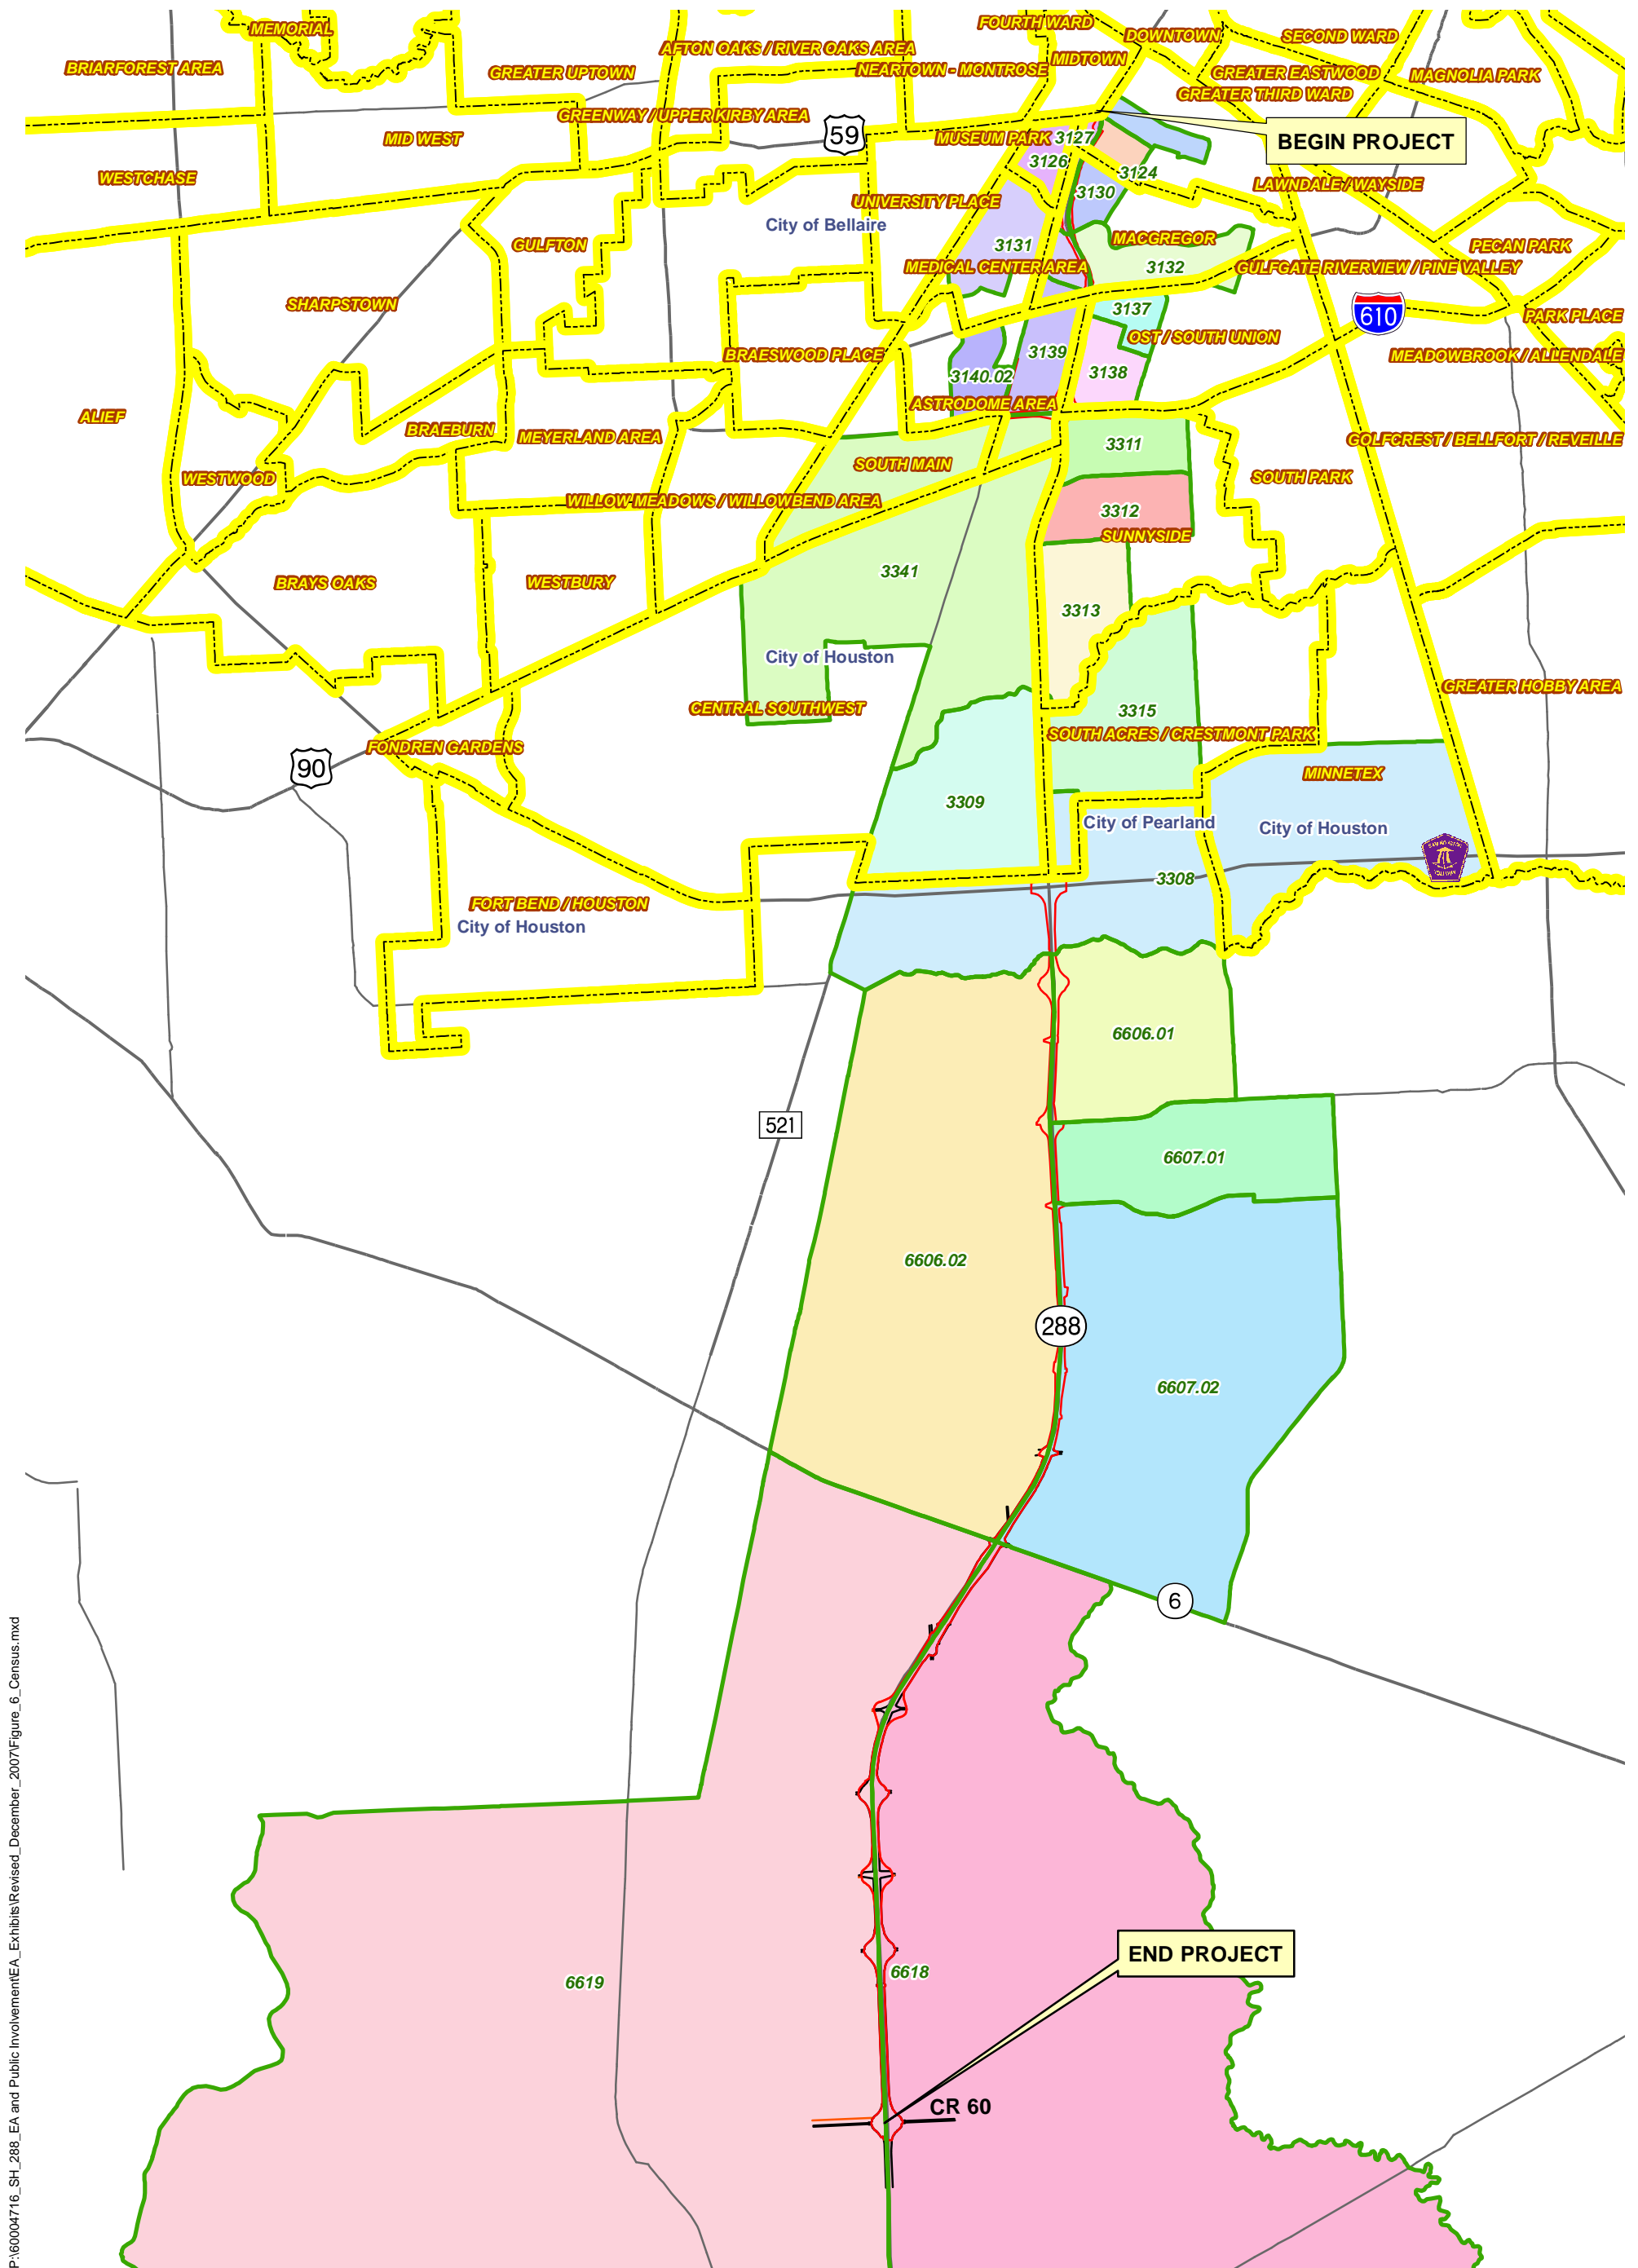 MEMORIAL
FOURTH WARD
DOWNTOWN
SECOND WARD
BRIARFOREST AREA
AFTON OAKS / RIVER OAKS AREA
MIDTOWN
GREATER UPTOWN
NEARTOWN - MONTROSE
GREATER EASTWOOD
MAGNOLIA PARK
GREATER THIRD WARD
GREENWAY / UPPER KIRBY AREA
MID WEST
59
MUSEUM PARK
3127
BEGIN PROJECT
3126
WESTCHASE
3124
LAWNDALE / WAYSIDE
3130
UNIVERSITY PLACE
City of Bellaire
GULFTON
3131
MACGREGOR
PECAN PARK
MEDICAL CENTER AREA
3132
GULFGATE RIVERVIEW / PINE VALLEY
SHARPSTOWN
3137
610
PARK PLACE
OST / SOUTH UNION
BRAESWOOD PLACE
3139
MEADOWBROOK / ALLENDALE
3140.02
3138
ASTRODOME AREA
ALIEF
BRAEBURN
MEYERLAND AREA
3311
GOLFCREST / BELLFORT / REVEILLE
SOUTH MAIN
WESTWOOD
SOUTH PARK
WILLOW MEADOWS / WILLOWBEND AREA
3312
SUNNYSIDE
3341
BRAYS OAKS
WESTBURY
3313
City of Houston
GREATER HOBBY AREA
CENTRAL SOUTHWEST
3315
SOUTH ACRES / CRESTMONT PARK
FONDREN GARDENS
90
MINNETEX
3309
City of Pearland
City of Houston
3308
FORT BEND / HOUSTON
City of Houston
6606.01
521
6607.01
6606.02
288
6607.02
6
END PROJECT
6619
6618
CR 60
P:\60004716_SH_288_EA and Public Involvement\EA_Exhibits\Revised_December_2007\Figure_6_Census.mxd